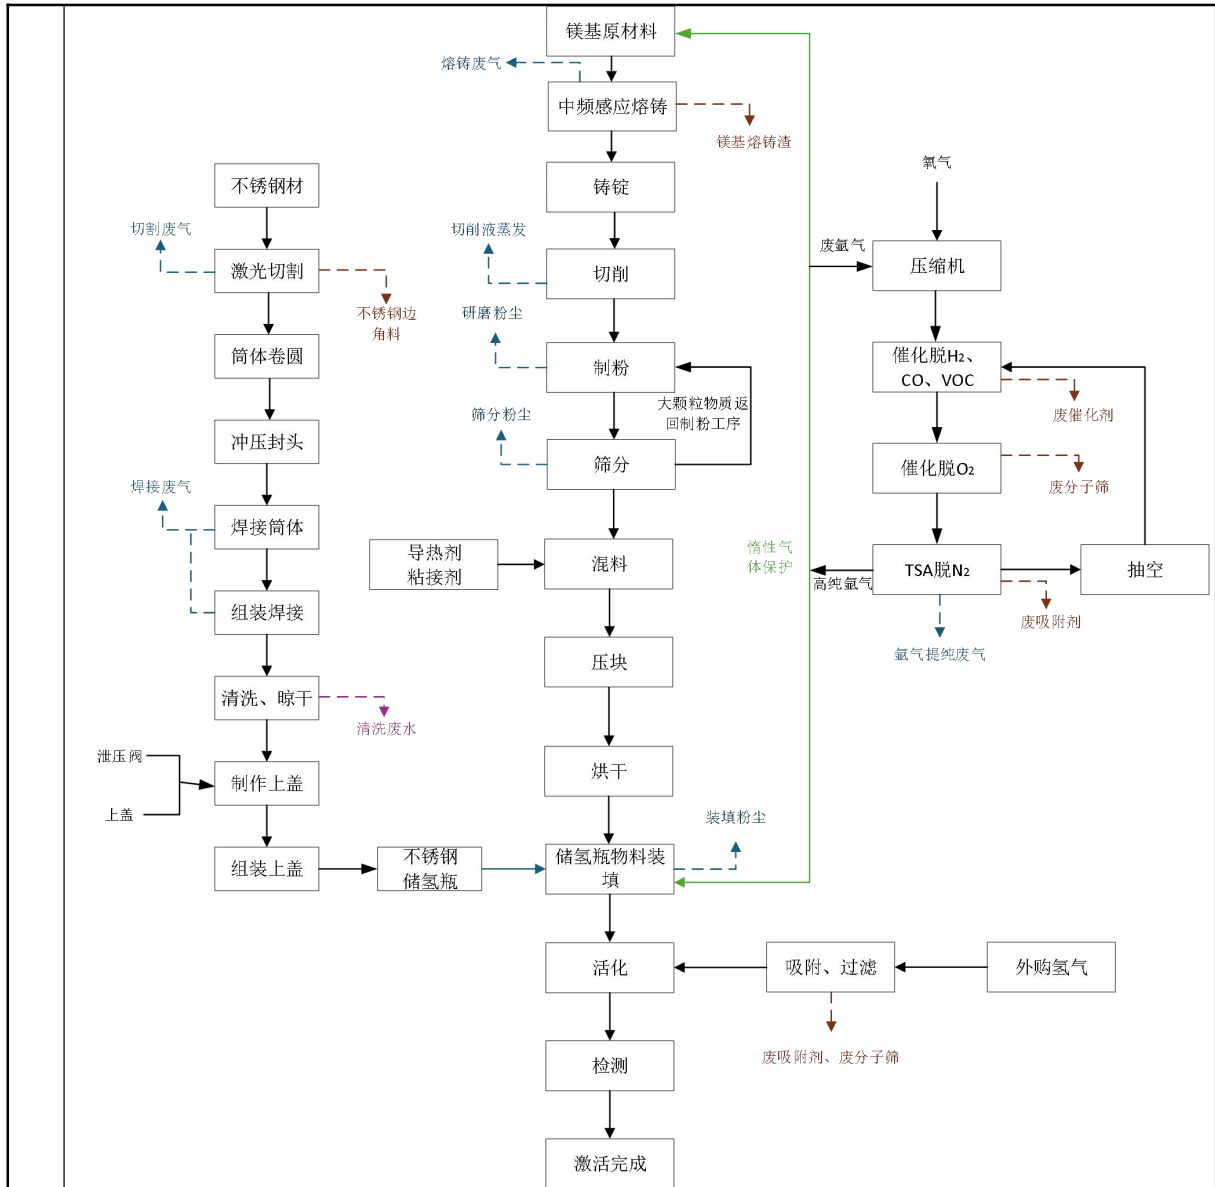 镁基原材料
熔铸废气
中频感应熔铸
镁基熔铸渣
铸锭
切削液蒸发
切削
研磨粉尘
制粉
大颗粒物质返
回制粉工序
筛分粉尘
筛分
导热剂
粘接剂
混料
压块
烘干
装填粉尘
储氢瓶物料装
填
活化
检测
激活完成
不锈钢材
切割废气
激光切割
不锈钢边
角料
筒体卷圆
冲压封头
焊接废气
焊接筒体
组装焊接
清洗、晾干
清洗废水
泄压阀
上盖
制作上盖
组装上盖
不锈钢
储氢瓶
氧气
废氩气
压缩机
催化脱H₂、
CO、VOC
废催化剂
催化脱O₂
废分子筛
惰性气
体保护
高纯氩气
TSA脱N₂
抽空
废吸附剂
氩气提纯废气
吸附、过滤
外购氢气
废吸附剂、废分子筛